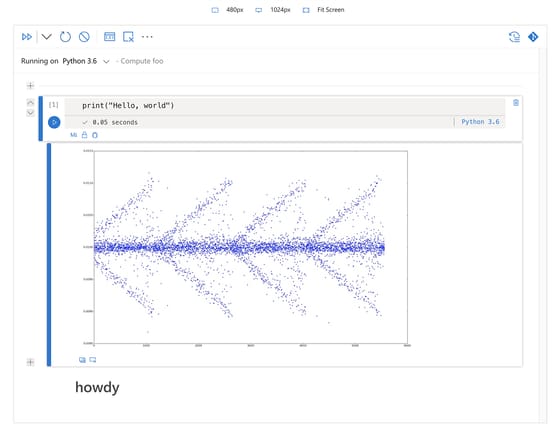 480px 1024px Fit Screen
Running on Python 3.6 - Compute foo
[1] print("Hello, world")
0.05 seconds Python 3.6
ML
howdy